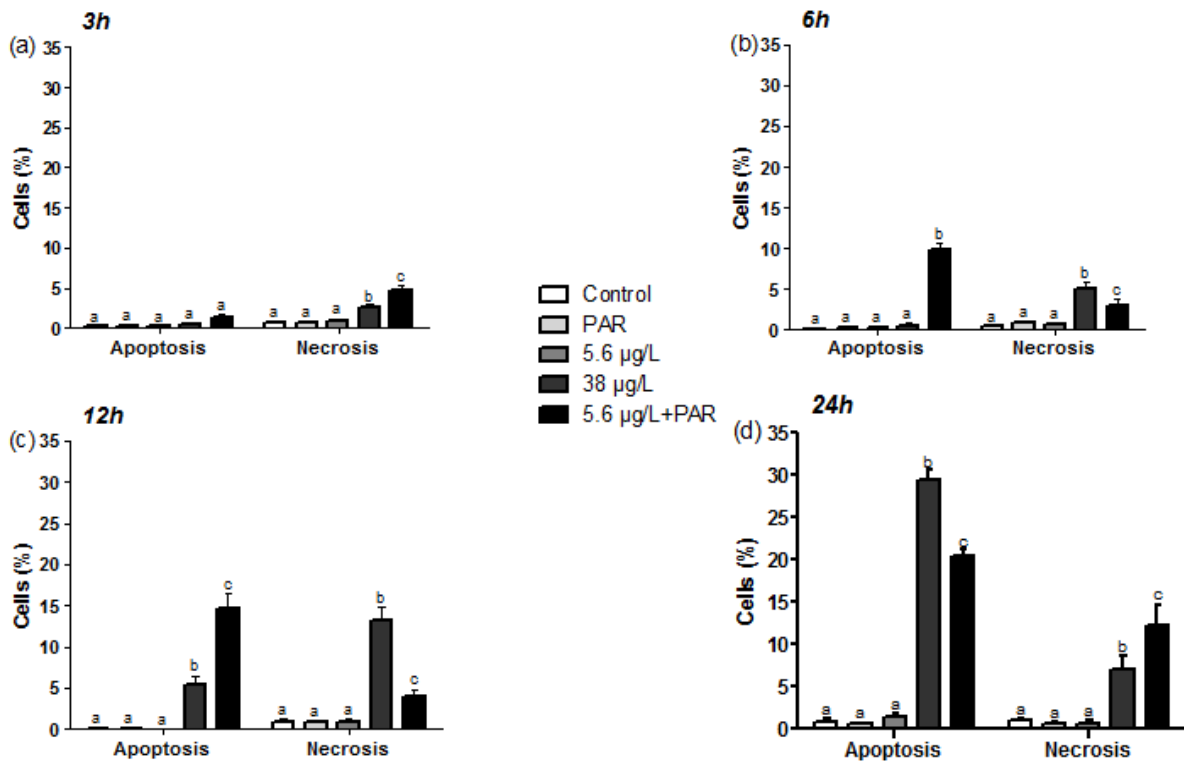 3h
(a)
35
30
25
20
15
10
5
0
Cells (%)
a a a a a
a a a b c
Apoptosis Necrosis
6h
(b)
35
30
25
20
15
10
5
0
Cells (%)
a a a a b
a a a b c
Apoptosis Necrosis
Control
PAR
5.6 µg/L
38 µg/L
5.6 µg/L+PAR
12h
(c)
35
30
25
20
15
10
5
0
Cells (%)
a a a b c
a a a b c
Apoptosis Necrosis
24h
(d)
35
30
25
20
15
10
5
0
Cells (%)
a a a b c
a a a b c
Apoptosis Necrosis